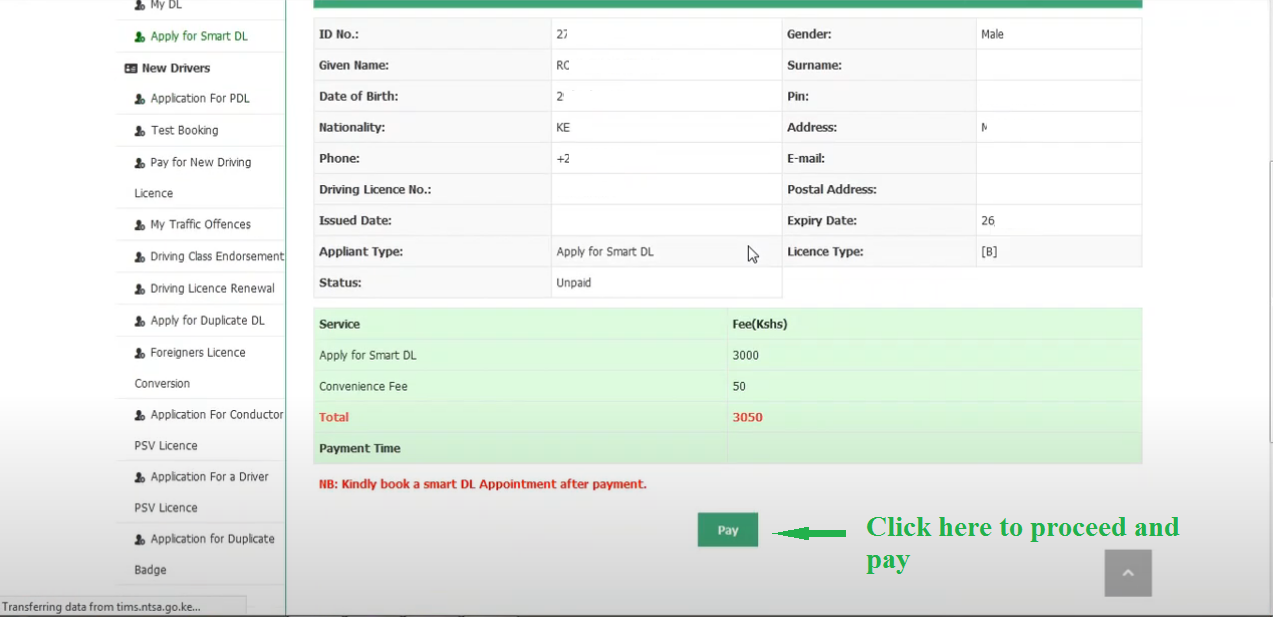 My DL
Apply for Smart DL
New Drivers
Application For PDL
Test Booking
Pay for New Driving
Licence
My Traffic Offences
Driving Class Endorsement
Driving Licence Renewal
Apply for Duplicate DL
Foreigners Licence
Conversion
Application For Conductor
PSV Licence
Application For a Driver
PSV Licence
Application for Duplicate
Badge
Transferring data from tims.ntsa.go.ke...
ID No.: 27 Gender: Male
Given Name: RO Surname:
Date of Birth: 2 Pin:
Nationality: KE Address:
Phone: +2 E-mail:
Driving Licence No.: Postal Address:
Issued Date: Expiry Date: 26
Appliant Type: Apply for Smart DL Licence Type: [B]
Status: Unpaid
Service Fee(Kshs)
Apply for Smart DL 3000
Convenience Fee 50
Total 3050
Payment Time
NB: Kindly book a smart DL Appointment after payment.
Pay
Click here to proceed and
pay